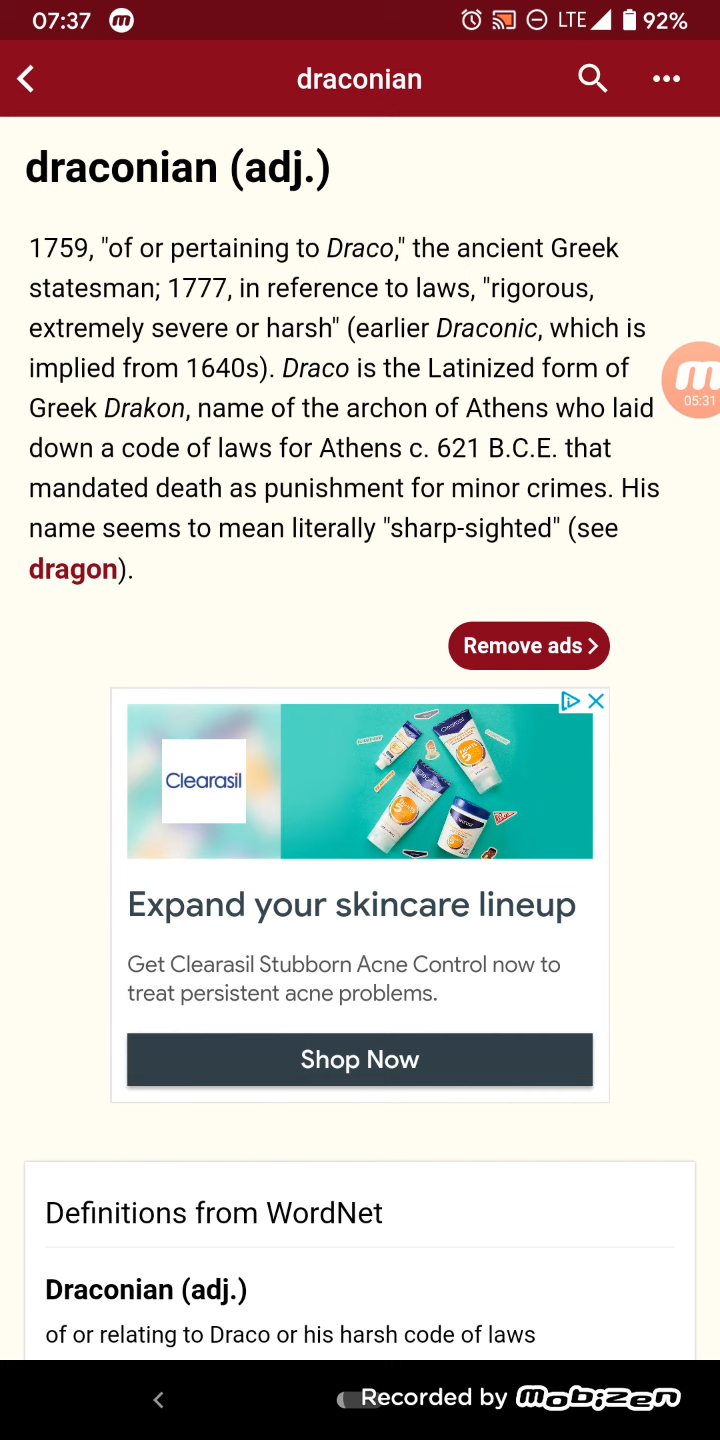 07:37 m LTE 92%
draconian
draconian (adj.)
1759, "of or pertaining to Draco," the ancient Greek
statesman; 1777, in reference to laws, "rigorous,
extremely severe or harsh" (earlier Draconic, which is
implied from 1640s). Draco is the Latinized form of
Greek Drakon, name of the archon of Athens who laid
down a code of laws for Athens c. 621 B.C.E. that
mandated death as punishment for minor crimes. His
name seems to mean literally "sharp-sighted" (see
dragon).
m
05:31
Remove ads
Clearasil
Expand your skincare lineup
Get Clearasil Stubborn Acne Control now to
treat persistent acne problems.
Shop Now
Definitions from WordNet
Draconian (adj.)
of or relating to Draco or his harsh code of laws
Recorded by Mobizen